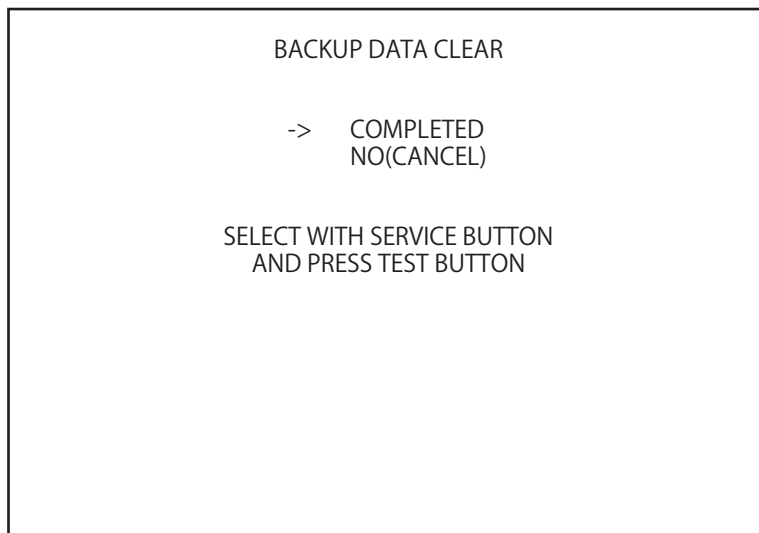 BACKUP DATA CLEAR
-> COMPLETED
NO(CANCEL)
SELECT WITH SERVICE BUTTON
AND PRESS TEST BUTTON